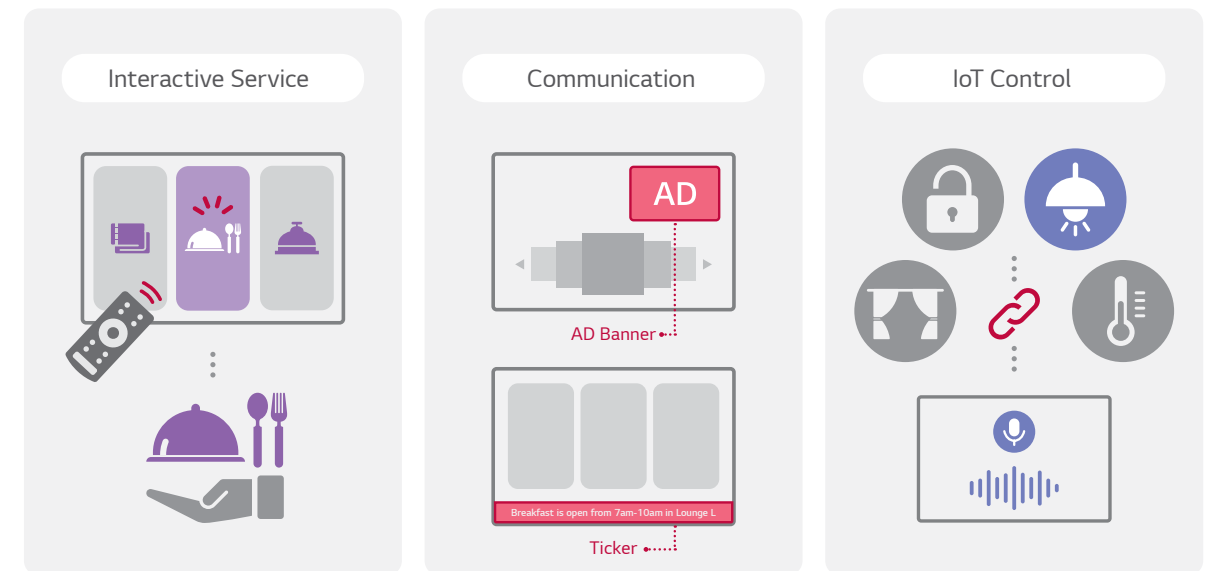 Interactive Service
Communication
AD
AD Banner
Breakfast is open from 7am-10am in Lounge L
Ticker
IoT Control